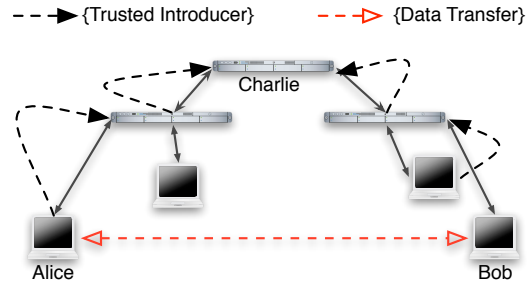 {Trusted Introducer}
{Data Transfer}
Charlie
Alice
Bob